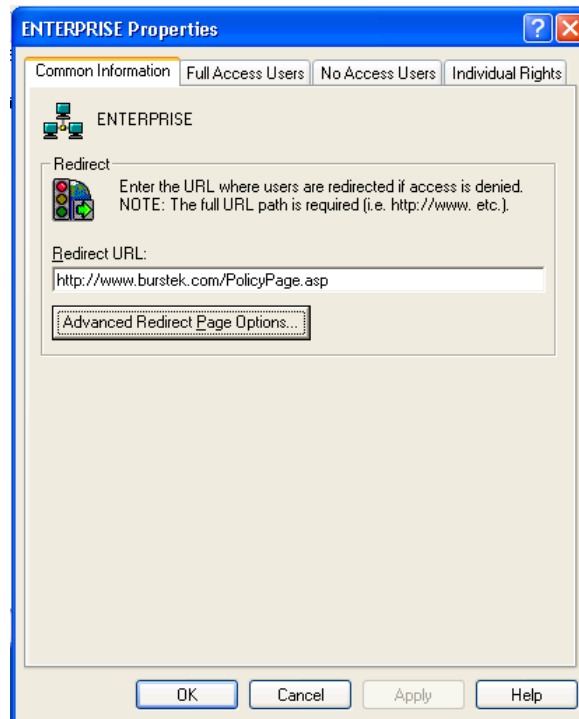 ENTERPRISE Properties
Common Information Full Access Users No Access Users Individual Rights
ENTERPRISE
Redirect
Enter the URL where users are redirected if access is denied.
NOTE: The full URL path is required (i.e. http://www. etc.).
Redirect URL:
http://www.burstek.com/PolicyPage.asp
Advanced Redirect Page Options...
OK Cancel Apply Help